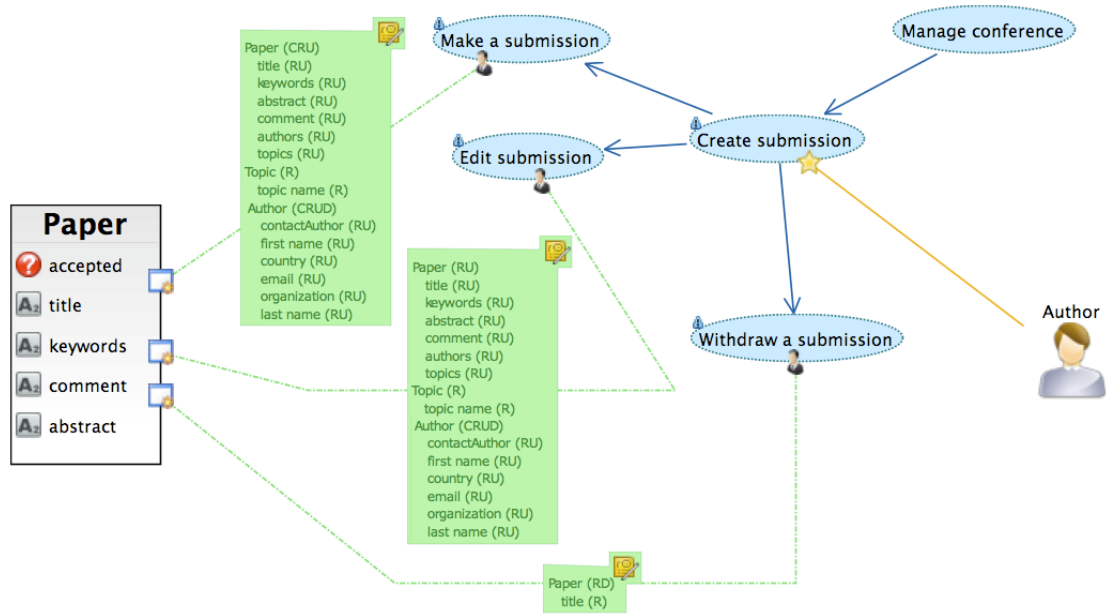 Paper (CRU)
title (RU)
keywords (RU)
abstract (RU)
comment (RU)
authors (RU)
topics (RU)
Topic (R)
topic name (R)
Author (CRUD)
contactAuthor (RU)
first name (RU)
country (RU)
email (RU)
organization (RU)
last name (RU)
Make a submission
Manage conference
Create submission
Edit submission
Paper
accepted
title
keywords
comment
abstract
Paper (RU)
title (RU)
keywords (RU)
abstract (RU)
comment (RU)
authors (RU)
topics (RU)
Topic (R)
topic name (R)
Author (CRUD)
contactAuthor (RU)
first name (RU)
country (RU)
email (RU)
organization (RU)
last name (RU)
Withdraw a submission
Author
Paper (RD)
title (R)